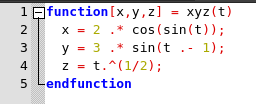 1 function[x,y,z] = xyz(t)
2 x = 2 .* cos(sin(t));
3 y = 3 .* sin(t .- 1);
4 z = t.^(1/2);
5 endfunction